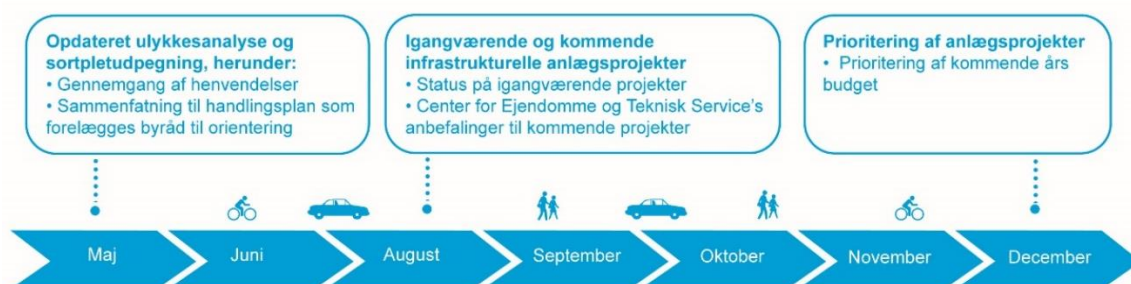 Opdateret ulykkesanalyse og
sortpletudpegning, herunder:
• Gennemgang af henvendelser
• Sammenfatning til handlingsplan som
forelægges byråd til orientering
Igangværende og kommende
infrastrukturelle anlægsprojekter
• Status på igangværende projekter
• Center for Ejendomme og Teknisk Service's
anbefalinger til kommende projekter
Prioritering af anlægsprojekter
• Prioritering af kommende års
budget
Maj
Juni
August
September
Oktober
November
December